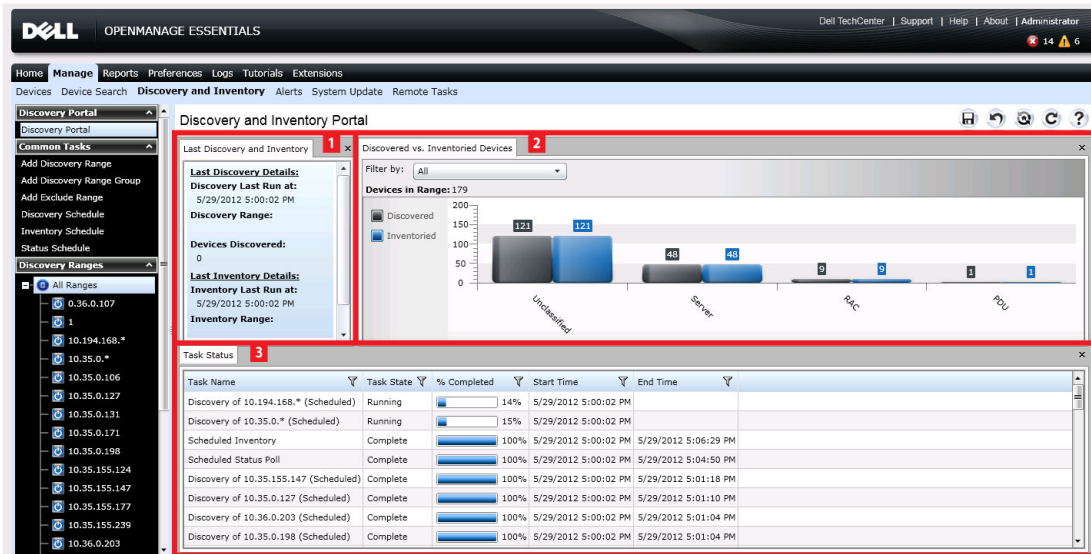 DELL OPENMANAGE ESSENTIALS
Dell TechCenter | Support | Help | About | Administrator
14 6
Home Manage Reports Preferences Logs Tutorials Extensions
Devices Device Search Discovery and Inventory Alerts System Update Remote Tasks
Discovery Portal
Discovery Portal
Common Tasks
Add Discovery Range
Add Discovery Range Group
Add Exclude Range
Discovery Schedule
Inventory Schedule
Status Schedule
Discovery Ranges
All Ranges
0.36.0.107
1
10.194.168.*
10.35.0.*
10.35.0.106
10.35.0.127
10.35.0.131
10.35.0.171
10.35.0.198
10.35.155.124
10.35.155.147
10.35.155.177
10.35.155.239
10.36.0.203
Discovery and Inventory Portal
?
Last Discovery and Inventory 1 x
Last Discovery Details:
Discovery Last Run at:
5/29/2012 5:00:02 PM
Discovery Range:
Devices Discovered:
0
Last Inventory Details:
Inventory Last Run at:
5/29/2012 5:00:02 PM
Inventory Range:
Discovered vs. Inventoried Devices 2 x
Filter by: All
Devices in Range: 179
Discovered
Inventoried
200
150
100
50
0
121 121
48 48
9 9
1 1
Unclassified
Server
RAC
PDU
Task Status 3 x
Task Name Task State % Completed Start Time End Time
Discovery of 10.194.168.* (Scheduled) Running 14% 5/29/2012 5:00:02 PM
Discovery of 10.35.0.* (Scheduled) Running 15% 5/29/2012 5:00:02 PM
Scheduled Inventory Complete 100% 5/29/2012 5:00:02 PM 5/29/2012 5:06:29 PM
Scheduled Status Poll Complete 100% 5/29/2012 5:00:02 PM 5/29/2012 5:04:50 PM
Discovery of 10.35.155.147 (Scheduled) Complete 100% 5/29/2012 5:00:02 PM 5/29/2012 5:01:18 PM
Discovery of 10.35.0.127 (Scheduled) Complete 100% 5/29/2012 5:00:02 PM 5/29/2012 5:01:10 PM
Discovery of 10.36.0.203 (Scheduled) Complete 100% 5/29/2012 5:00:02 PM 5/29/2012 5:01:04 PM
Discovery of 10.35.0.198 (Scheduled) Complete 100% 5/29/2012 5:00:02 PM 5/29/2012 5:01:04 PM